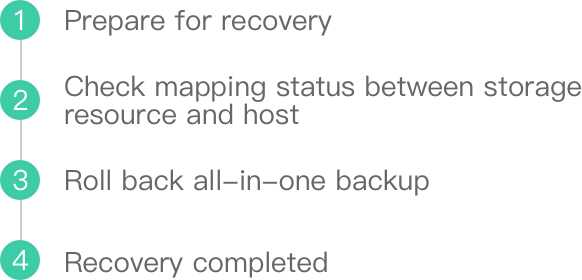 1 Prepare for recovery
2 Check mapping status between storage
resource and host
3 Roll back all-in-one backup
4 Recovery completed